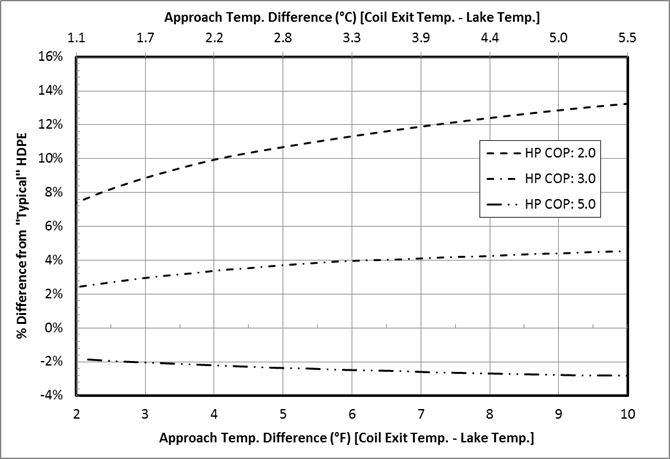 Approach Temp. Difference (°C) [Coil Exit Temp. - Lake Temp.]
1.1 1.7 2.2 2.8 3.3 3.9 4.4 5.0 5.5
16%
14%
12%
10%
8%
6%
4%
2%
0%
-2%
-4%
% Difference from "Typical" HDPE
HP COP: 2.0
HP COP: 3.0
HP COP: 5.0
2 3 4 5 6 7 8 9 10
Approach Temp. Difference (°F) [Coil Exit Temp. - Lake Temp.]